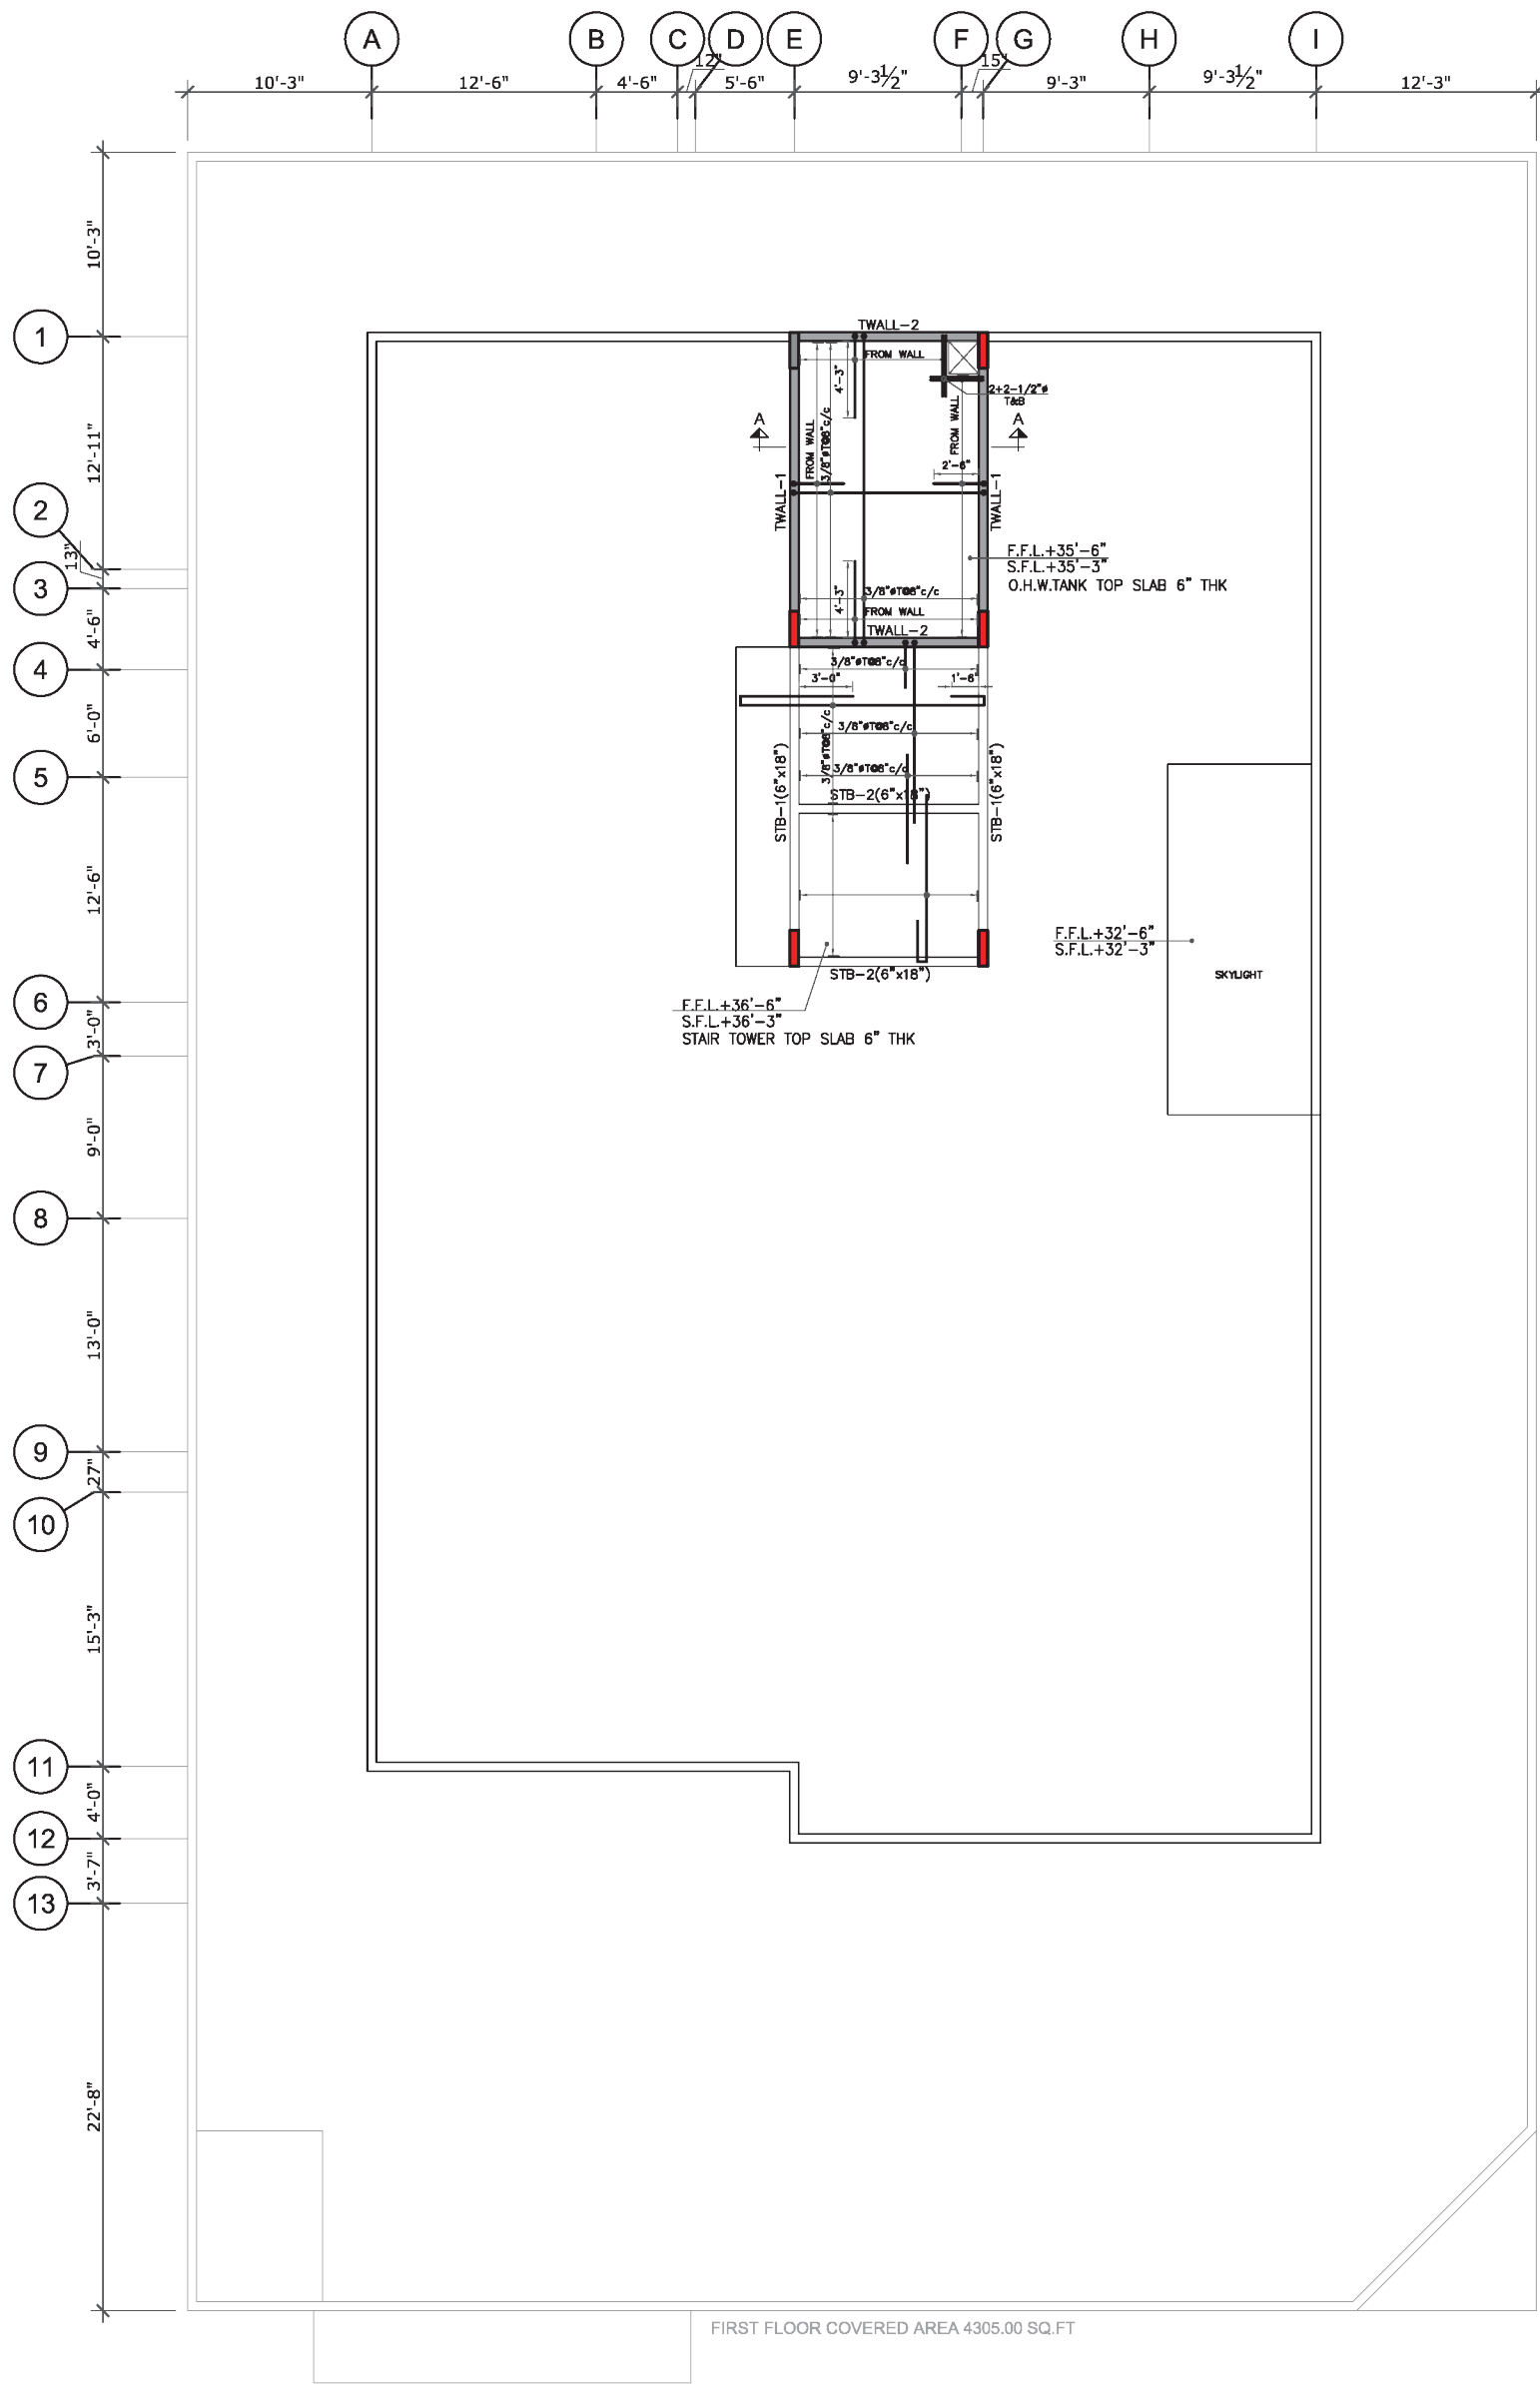 A
B
C
D
E
F
G
H
I
10'-3"
12'-6"
4'-6"
12"
5'-6"
9'-3½"
15"
9'-3"
9'-3½"
12'-3"
10'-3"
1
12'-11"
2
13"
3
4'-6"
4
6'-0"
5
12'-6"
6
3'-0"
7
9'-0"
8
13'-0"
9
27"
10
15'-3"
11
4'-0"
12
3'-7"
13
22'-8"
TWALL-2
FROM WALL
4'-3"
2+2-1/2"ø
T&B
A
A
FROM WALL
3/8"øT@8"c/c
FROM WALL
2'-6"
TWALL-1
TWALL-1
F.F.L.+35'-6"
S.F.L.+35'-3"
O.H.W.TANK TOP SLAB 6" THK
4'-3"
3/8"øT@8"c/c
FROM WALL
TWALL-2
3/8"øT@8"c/c
3'-0"
1'-6"
3/8"øT@8"c/c
3/8"øT@8"c/c
3/8"øT@8"c/c
STB-1(6"x18")
STB-1(6"x18")
STB-2(6"x18")
STB-2(6"x18")
F.F.L.+36'-6"
S.F.L.+36'-3"
STAIR TOWER TOP SLAB 6" THK
F.F.L.+32'-6"
S.F.L.+32'-3"
SKYLIGHT
FIRST FLOOR COVERED AREA 4305.00 SQ.FT